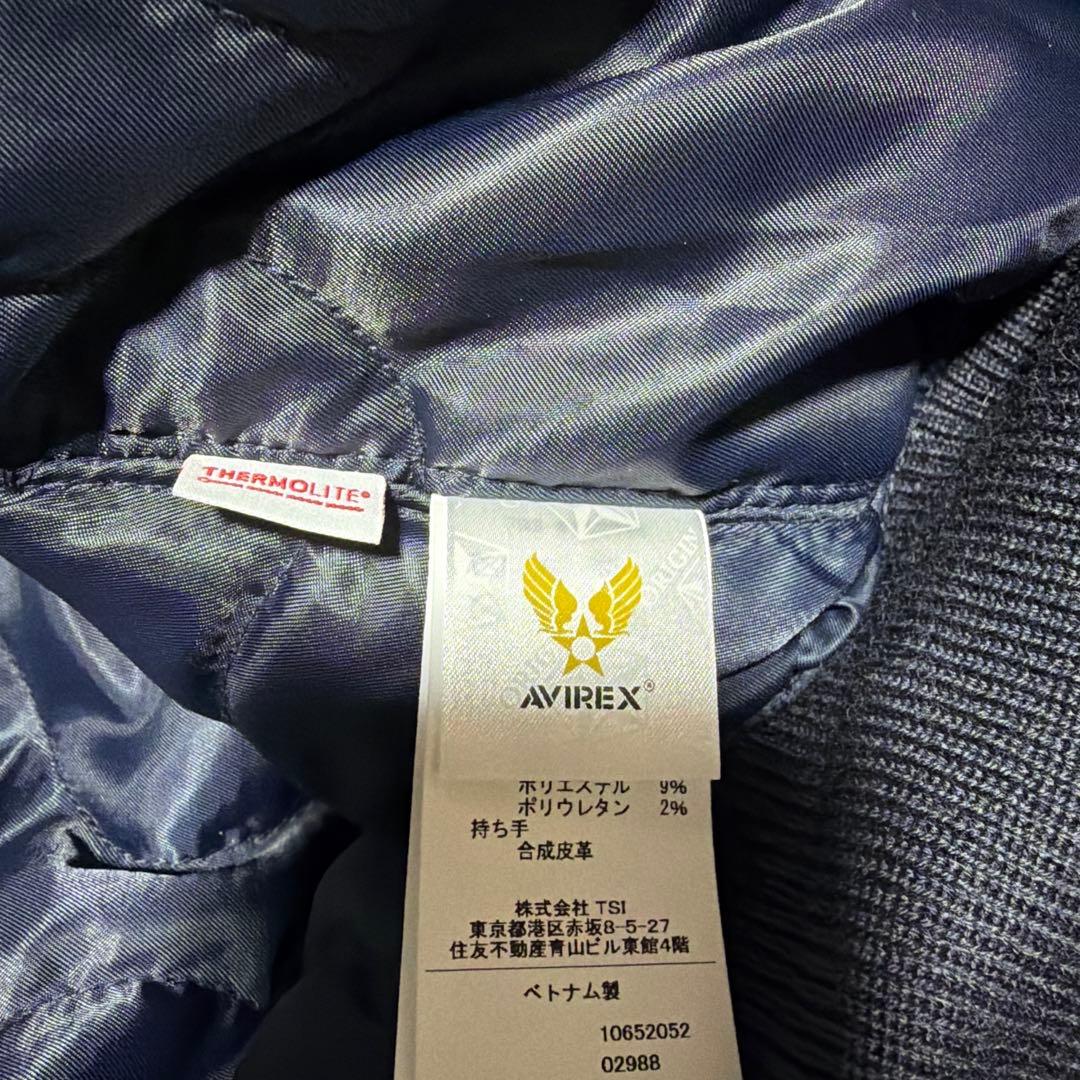 THERMOLITE®
ORIGIN
AVIREX®
ポリエステル 9%
ポリウレタン 2%
持ち手
合成皮革
株式会社 TSI
東京都港区赤坂8-5-27
住友不動産青山ビル東館4階
ベトナム製
10652052
02988